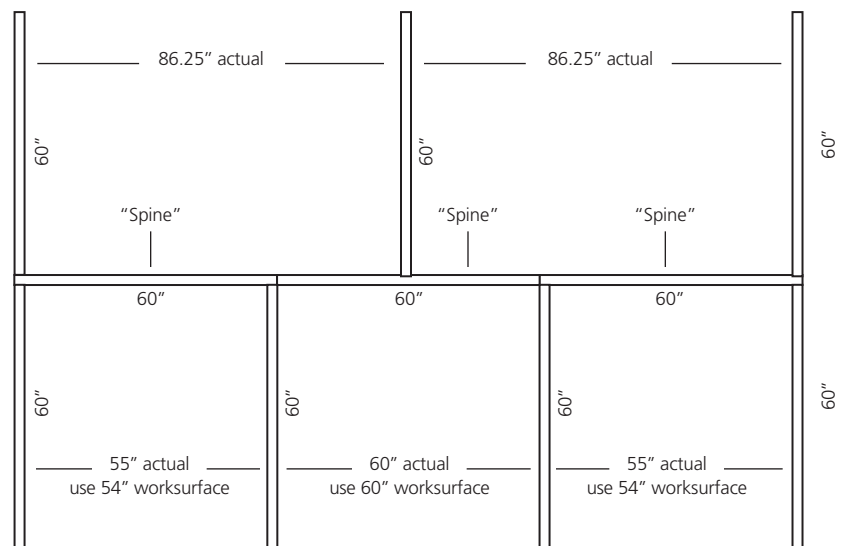 86.25” actual
86.25” actual
60”
60”
60”
“Spine”
“Spine”
“Spine”
60”
60”
60”
60”
60”
60”
60”
55” actual
use 54” worksurface
60” actual
use 60” worksurface
55” actual
use 54” worksurface